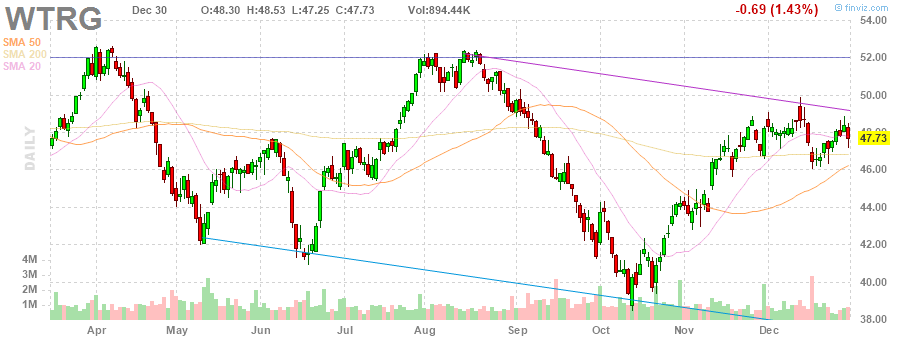 WTRG Dec 30 O:48.30 H:48.53 L:47.25 C:47.73 Vol:894.44K -0.69 (1.43%) finviz.com
54.00
SMA 50
SMA 200
52.00
SMA 20
50.00
DAILY
48.00
47.73
46.00
44.00
42.00
4M
3M
2M
40.00
1M
38.00
Apr May Jun Jul Aug Sep Oct Nov Dec